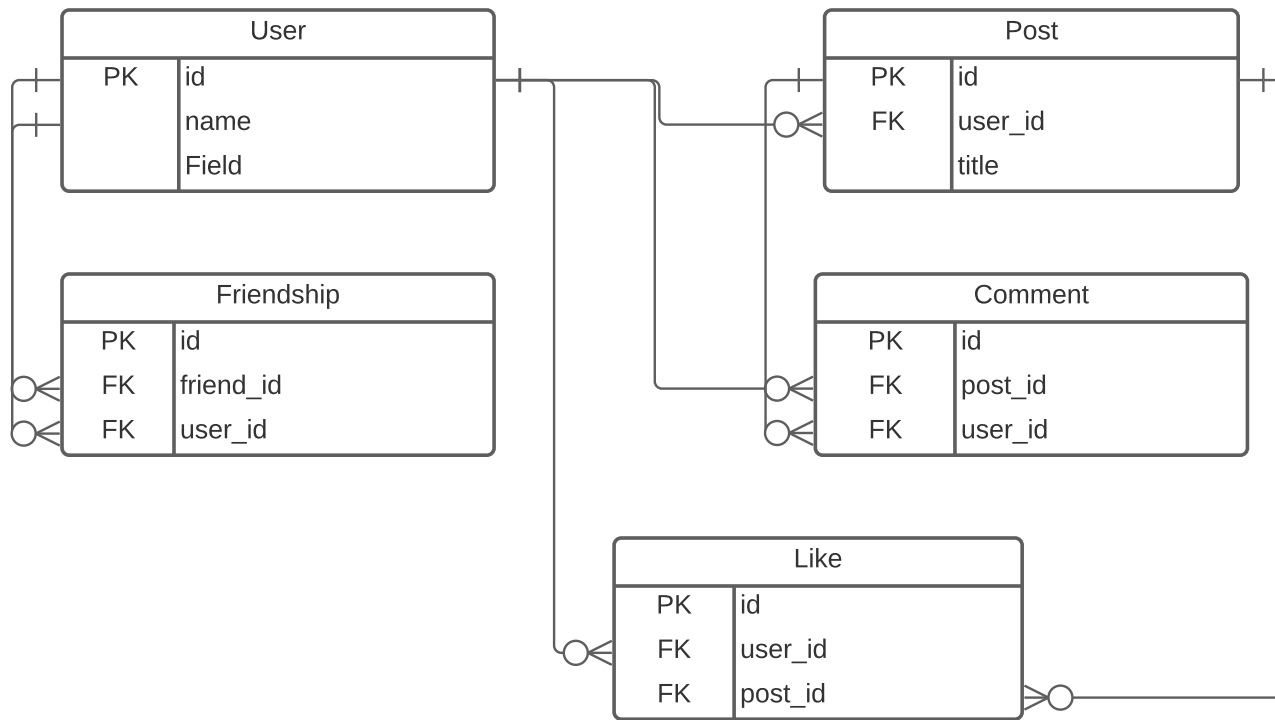 User
PK id
name
Field
Post
PK id
FK user_id
title
Friendship
PK id
FK friend_id
FK user_id
Comment
PK id
FK post_id
FK user_id
Like
PK id
FK user_id
FK post_id